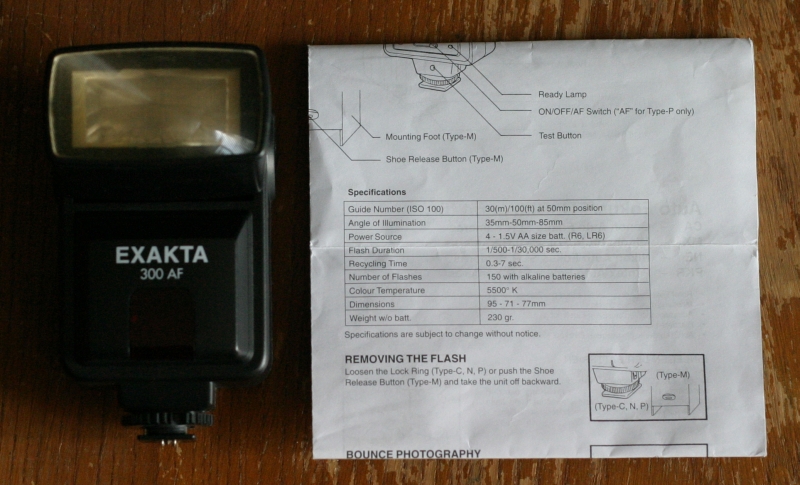 EXAKTA
300 AF
Ready Lamp
ON/OFF/AF Switch ("AF" for Type-P only)
Test Button
Mounting Foot (Type-M)
Shoe Release Button (Type-M)
Specifications
Guide Number (ISO 100) 30(m)/100(ft) at 50mm position
Angle of Illumination 35mm-50mm-85mm
Power Source 4 - 1.5V AA size batt. (R6, LR6)
Flash Duration 1/500-1/30,000 sec.
Recycling Time 0.3-7 sec.
Number of Flashes 150 with alkaline batteries
Colour Temperature 5500° K
Dimensions 95 - 71 - 77mm
Weight w/o batt. 230 gr.
Specifications are subject to change without notice.
REMOVING THE FLASH
Loosen the Lock Ring (Type-C, N, P) or push the Shoe
Release Button (Type-M) and take the unit off backward.
(Type-M)
(Type-C, N, P)
BOUNCE PHOTOGRAPHY